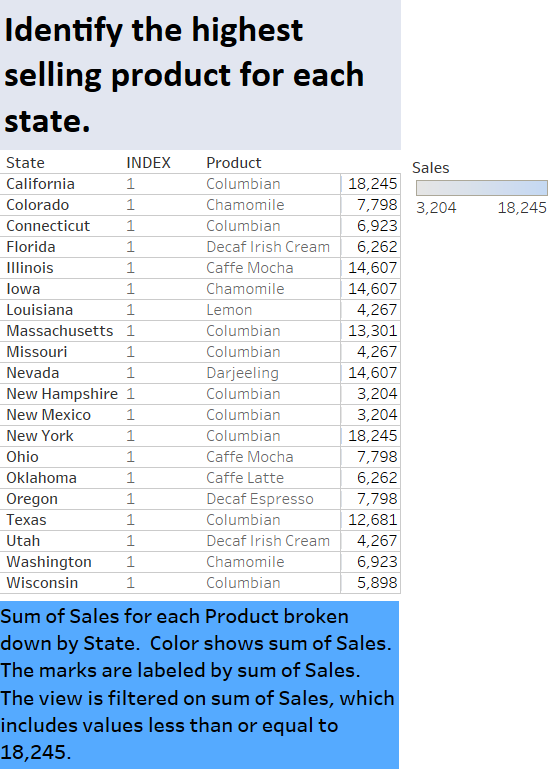 Identify the highest
selling product for each
state.
State INDEX Product
Sales
California 1 Columbian 18,245
Colorado 1 Chamomile 7,798
3,204 18,245
Connecticut 1 Columbian 6,923
Florida 1 Decaf Irish Cream 6,262
Illinois 1 Caffe Mocha 14,607
Iowa 1 Chamomile 14,607
Louisiana 1 Lemon 4,267
Massachusetts 1 Columbian 13,301
Missouri 1 Columbian 4,267
Nevada 1 Darjeeling 14,607
New Hampshire 1 Columbian 3,204
New Mexico 1 Columbian 3,204
New York 1 Columbian 18,245
Ohio 1 Caffe Mocha 7,798
Oklahoma 1 Caffe Latte 6,262
Oregon 1 Decaf Espresso 7,798
Texas 1 Columbian 12,681
Utah 1 Decaf Irish Cream 4,267
Washington 1 Chamomile 6,923
Wisconsin 1 Columbian 5,898
Sum of Sales for each Product broken
down by State. Color shows sum of Sales.
The marks are labeled by sum of Sales.
The view is filtered on sum of Sales, which
includes values less than or equal to
18,245.